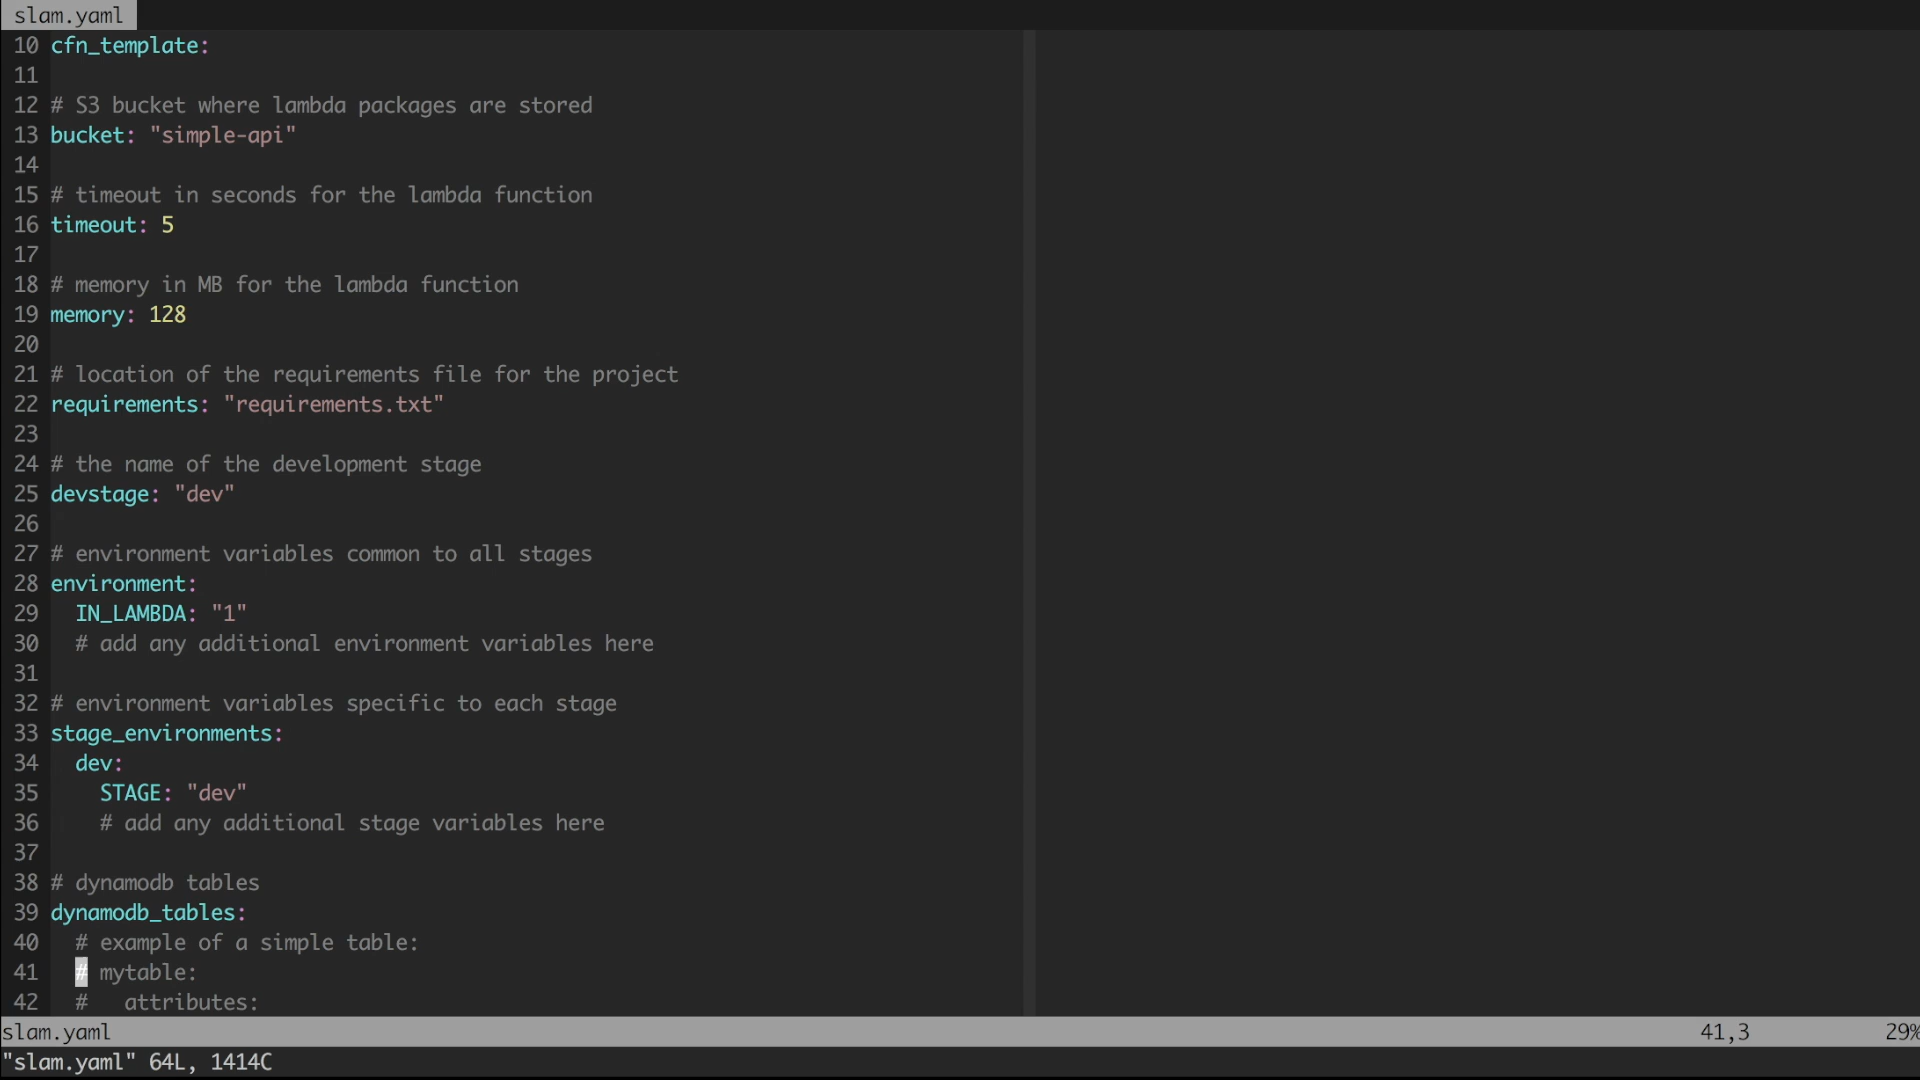 slam.yaml
10 cfn_template:
11
12 # S3 bucket where lambda packages are stored
13 bucket: "simple-api"
14
15 # timeout in seconds for the lambda function
16 timeout: 5
17
18 # memory in MB for the lambda function
19 memory: 128
20
21 # location of the requirements file for the project
22 requirements: "requirements.txt"
23
24 # the name of the development stage
25 devstage: "dev"
26
27 # environment variables common to all stages
28 environment:
29   IN_LAMBDA: "1"
30   # add any additional environment variables here
31
32 # environment variables specific to each stage
33 stage_environments:
34   dev:
35     STAGE: "dev"
36     # add any additional stage variables here
37
38 # dynamodb tables
39 dynamodb_tables:
40   # example of a simple table:
41   # mytable:
42   #   attributes:
slam.yaml 41,3 29%
"slam.yaml" 64L, 1414C